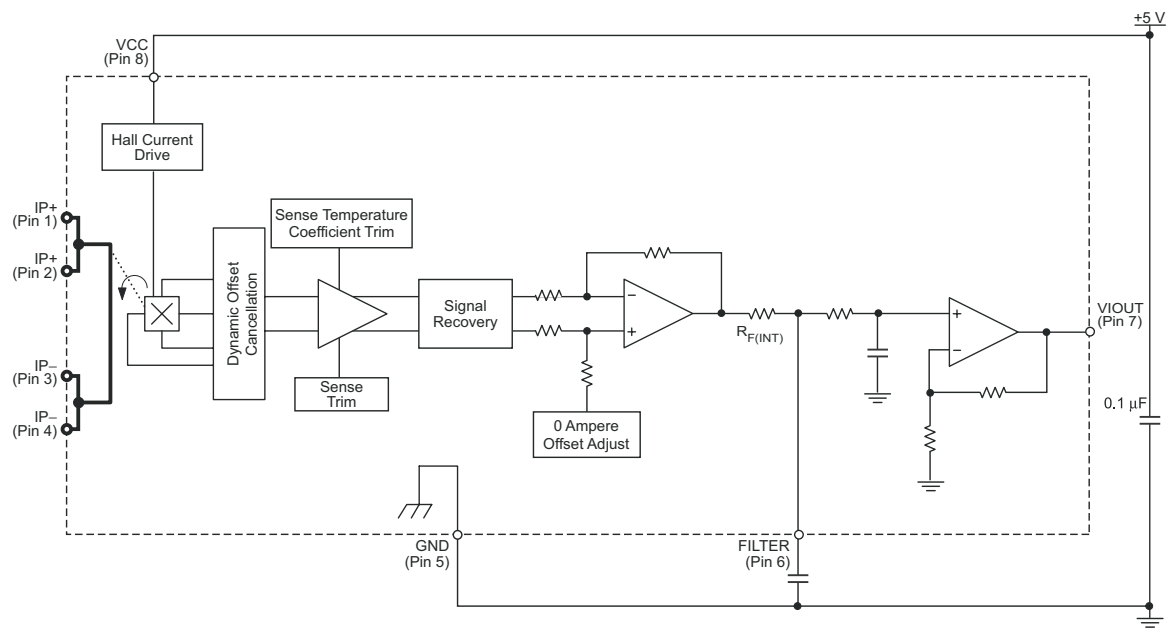 +5 V
VCC
(Pin 8)
Hall Current
Drive
IP+
(Pin 1)
IP+
(Pin 2)
IP–
(Pin 3)
IP–
(Pin 4)
Dynamic Offset
Cancellation
Sense Temperature
Coefficient Trim
Sense
Trim
Signal
Recovery
0 Ampere
Offset Adjust
–
+
RF(INT)
+
–
VIOUT
(Pin 7)
0.1 μF
GND
(Pin 5)
FILTER
(Pin 6)